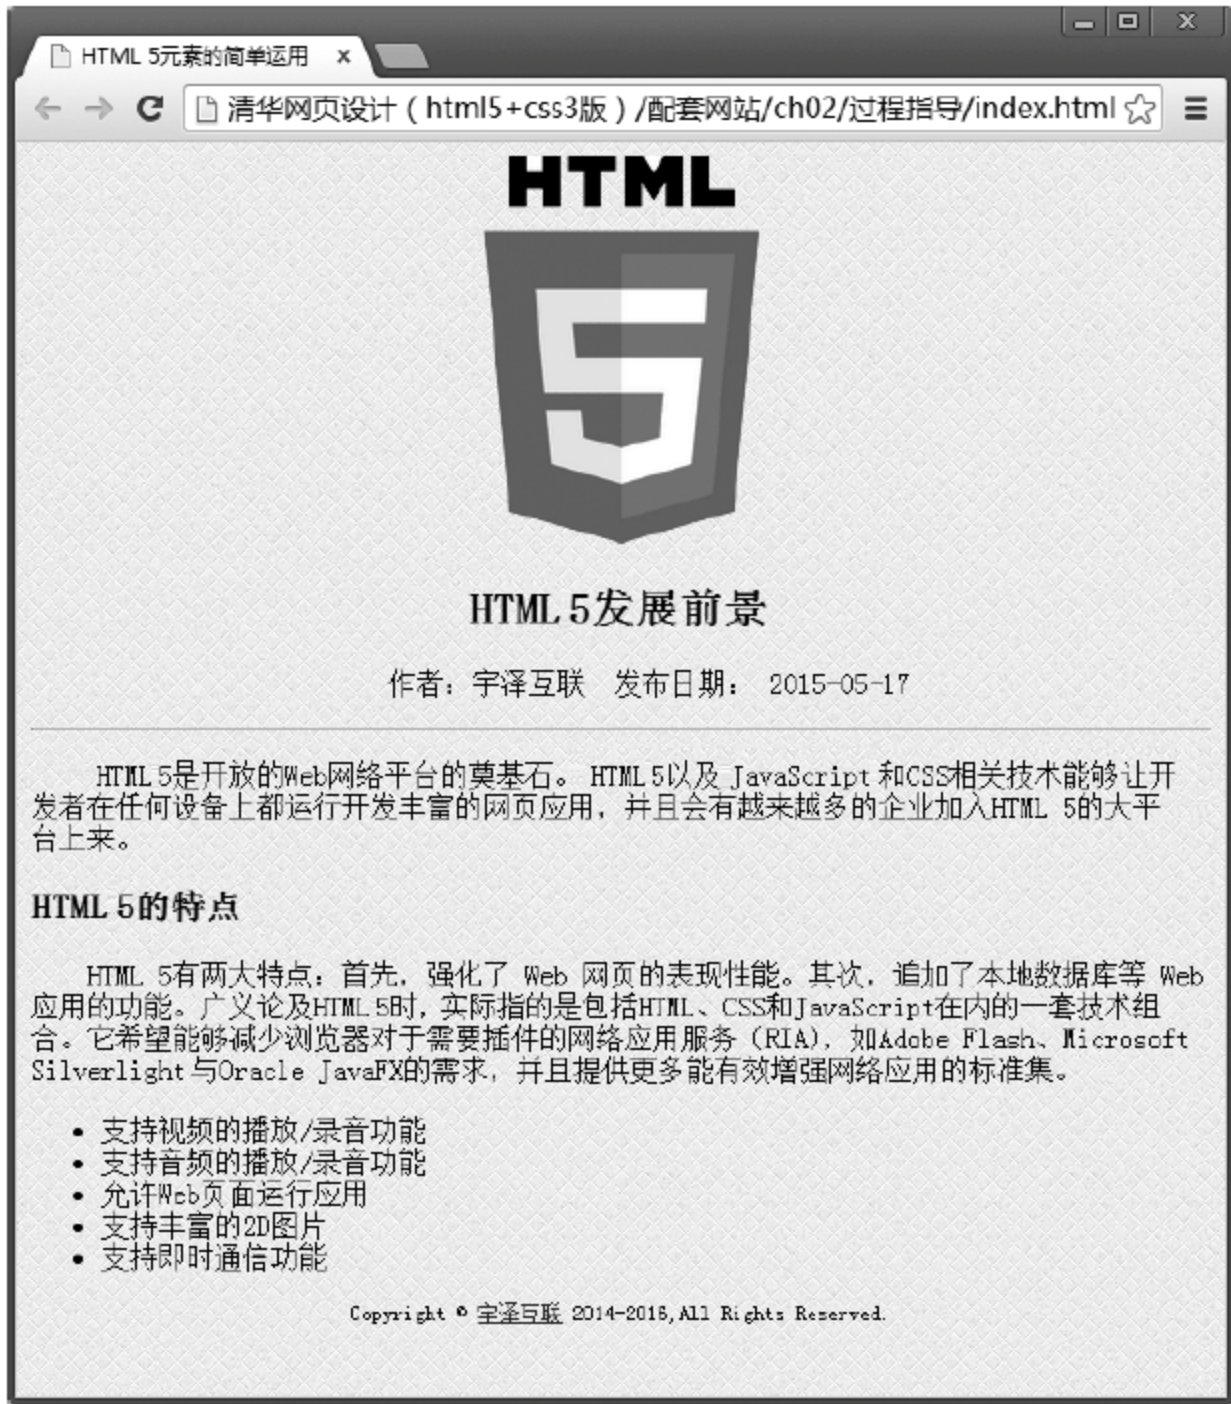 HTML 5元素的简单运用
清华网页设计（html5+css3版）/配套网站/ch02/过程指导/index.html
HTML
5
HTML 5发展前景
作者：宇泽互联 发布日期： 2015-05-17
HTML 5是开放的Web网络平台的奠基石。 HTML 5以及 JavaScript 和CSS相关技术能够让开
发者在任何设备上都运行开发丰富的网页应用，并且会有越来越多的企业加入HTML 5的大平
台上来。
HTML 5的特点
HTML 5有两大特点：首先，强化了 Web 网页的表现性能。其次，追加了本地数据库等 Web
应用的功能。广义论及HTML 5时，实际指的是包括HTML、CSS和JavaScript在内的一套技术组
合。它希望能够减少浏览器对于需要插件的网络应用服务（RIA），如Adobe Flash、Microsoft
Silverlight 与Oracle JavaFX的需求，并且提供更多能有效增强网络应用的标准集。
• 支持视频的播放/录音功能
• 支持音频的播放/录音功能
• 允许Web页面运行应用
• 支持丰富的2D图片
• 支持即时通信功能
Copyright © 宇泽互联 2014-2015,All Rights Reserved.